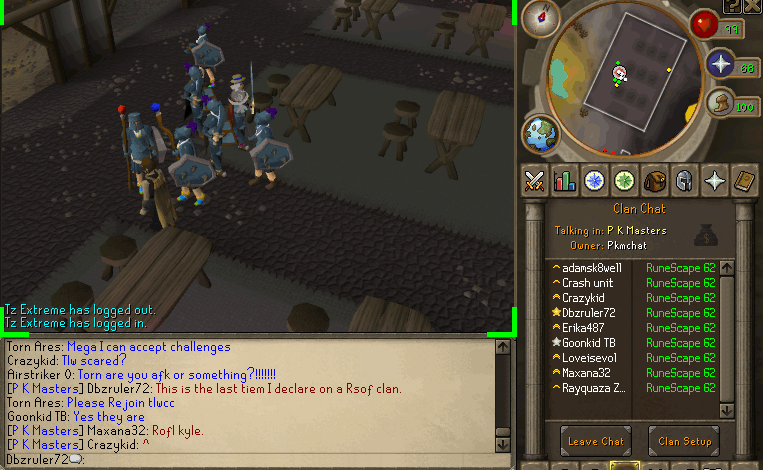 Tz Extreme has logged out.
Tz Extreme has logged in.
Torn Ares: Mega I can accept challenges
Crazykid: Tlw scared?
Airstriker 0: Torn are you afk or something?!!!!!!!
[P K Masters] Dbzruler72: This is the last tiem I declare on a Rsof clan.
Torn Ares: Please Rejoin tlwcc
Goonkid TB: Yes they are
[P K Masters] Maxana32: Rofl kyle.
[P K Masters] Crazykid: ^
Dbzruler72:
?
99
68
100
Clan Chat
Talking in: P K Masters
Owner: Pkmchat
adamsk8well RuneScape 62
Crash unit RuneScape 62
Crazykid RuneScape 62
Dbzruler72 RuneScape 62
Erika487 RuneScape 62
Goonkid TB RuneScape 62
Loveisevol RuneScape 62
Maxana32 RuneScape 62
Rayquaza Z... RuneScape 62
Leave Chat Clan Setup